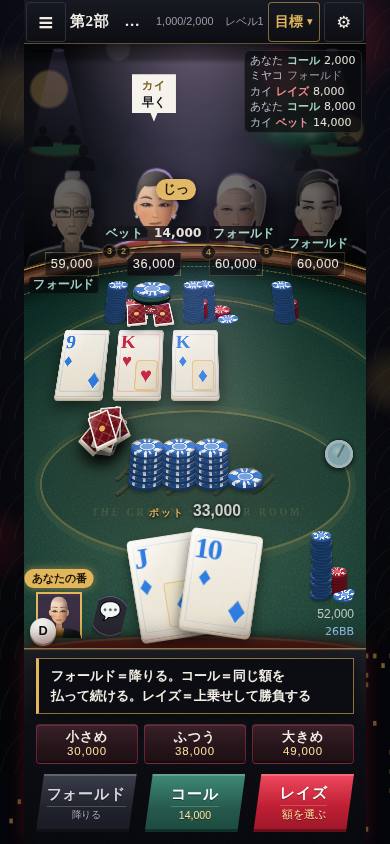 ☰ 第2部 … 1,000/2,000 レベル1 目標▼
あなた コール 2,000
ミヤコ フォールド
カイ レイズ 8,000
あなた コール 8,000
カイ ベット 14,000
カイ
早く
じっ
ベット 14,000 フォールド フォールド
3 2 4 5
59,000 36,000 60,000 60,000
フォールド
9 K K
ポット 33,000
J 10
あなたの番
D
52,000
26BB
フォールド=降りる。コール=同じ額を
払って続ける。レイズ=上乗せして勝負する
小さめ ふつう 大きめ
30,000 38,000 49,000
フォールド コール レイズ
降りる 14,000 額を選ぶ